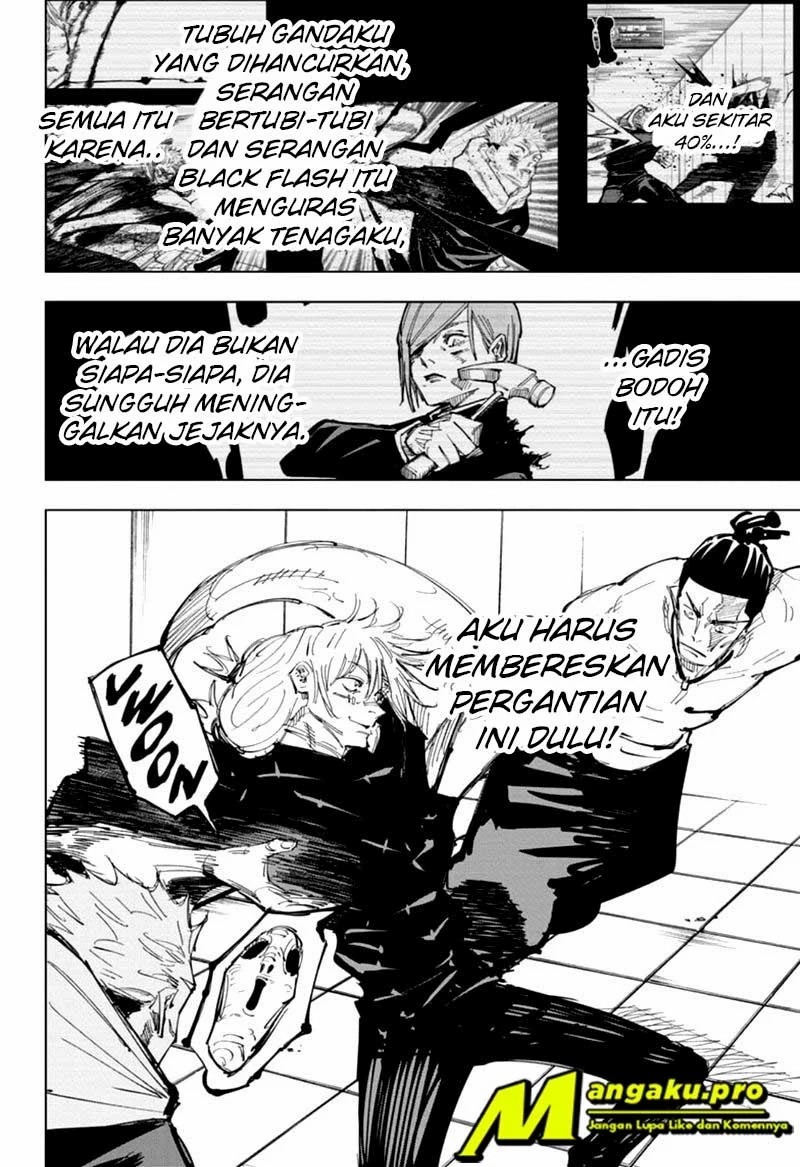 DAN
AKU SEKITAR
40%...!
TUBUH GANDAKU
YANG DIHANCURKAN,
SERANGAN
BERTUBI-TUBI
DAN SERANGAN
BLACK FLASH ITU
MENGURAS
BANYAK TENAGAKU,
SEMUA ITU
KARENA..
...GADIS
BODOH
ITU!
WALAU DIA BUKAN
SIAPA-SIAPA, DIA
SUNGGUH MENING-
GALKAN JEJAKNYA.
AKU HARUS
MEMBERESKAN
PERGANTIAN
INI DULU!
JWOON
Mangaku.pro
Jangan Lupa Like dan Komennya